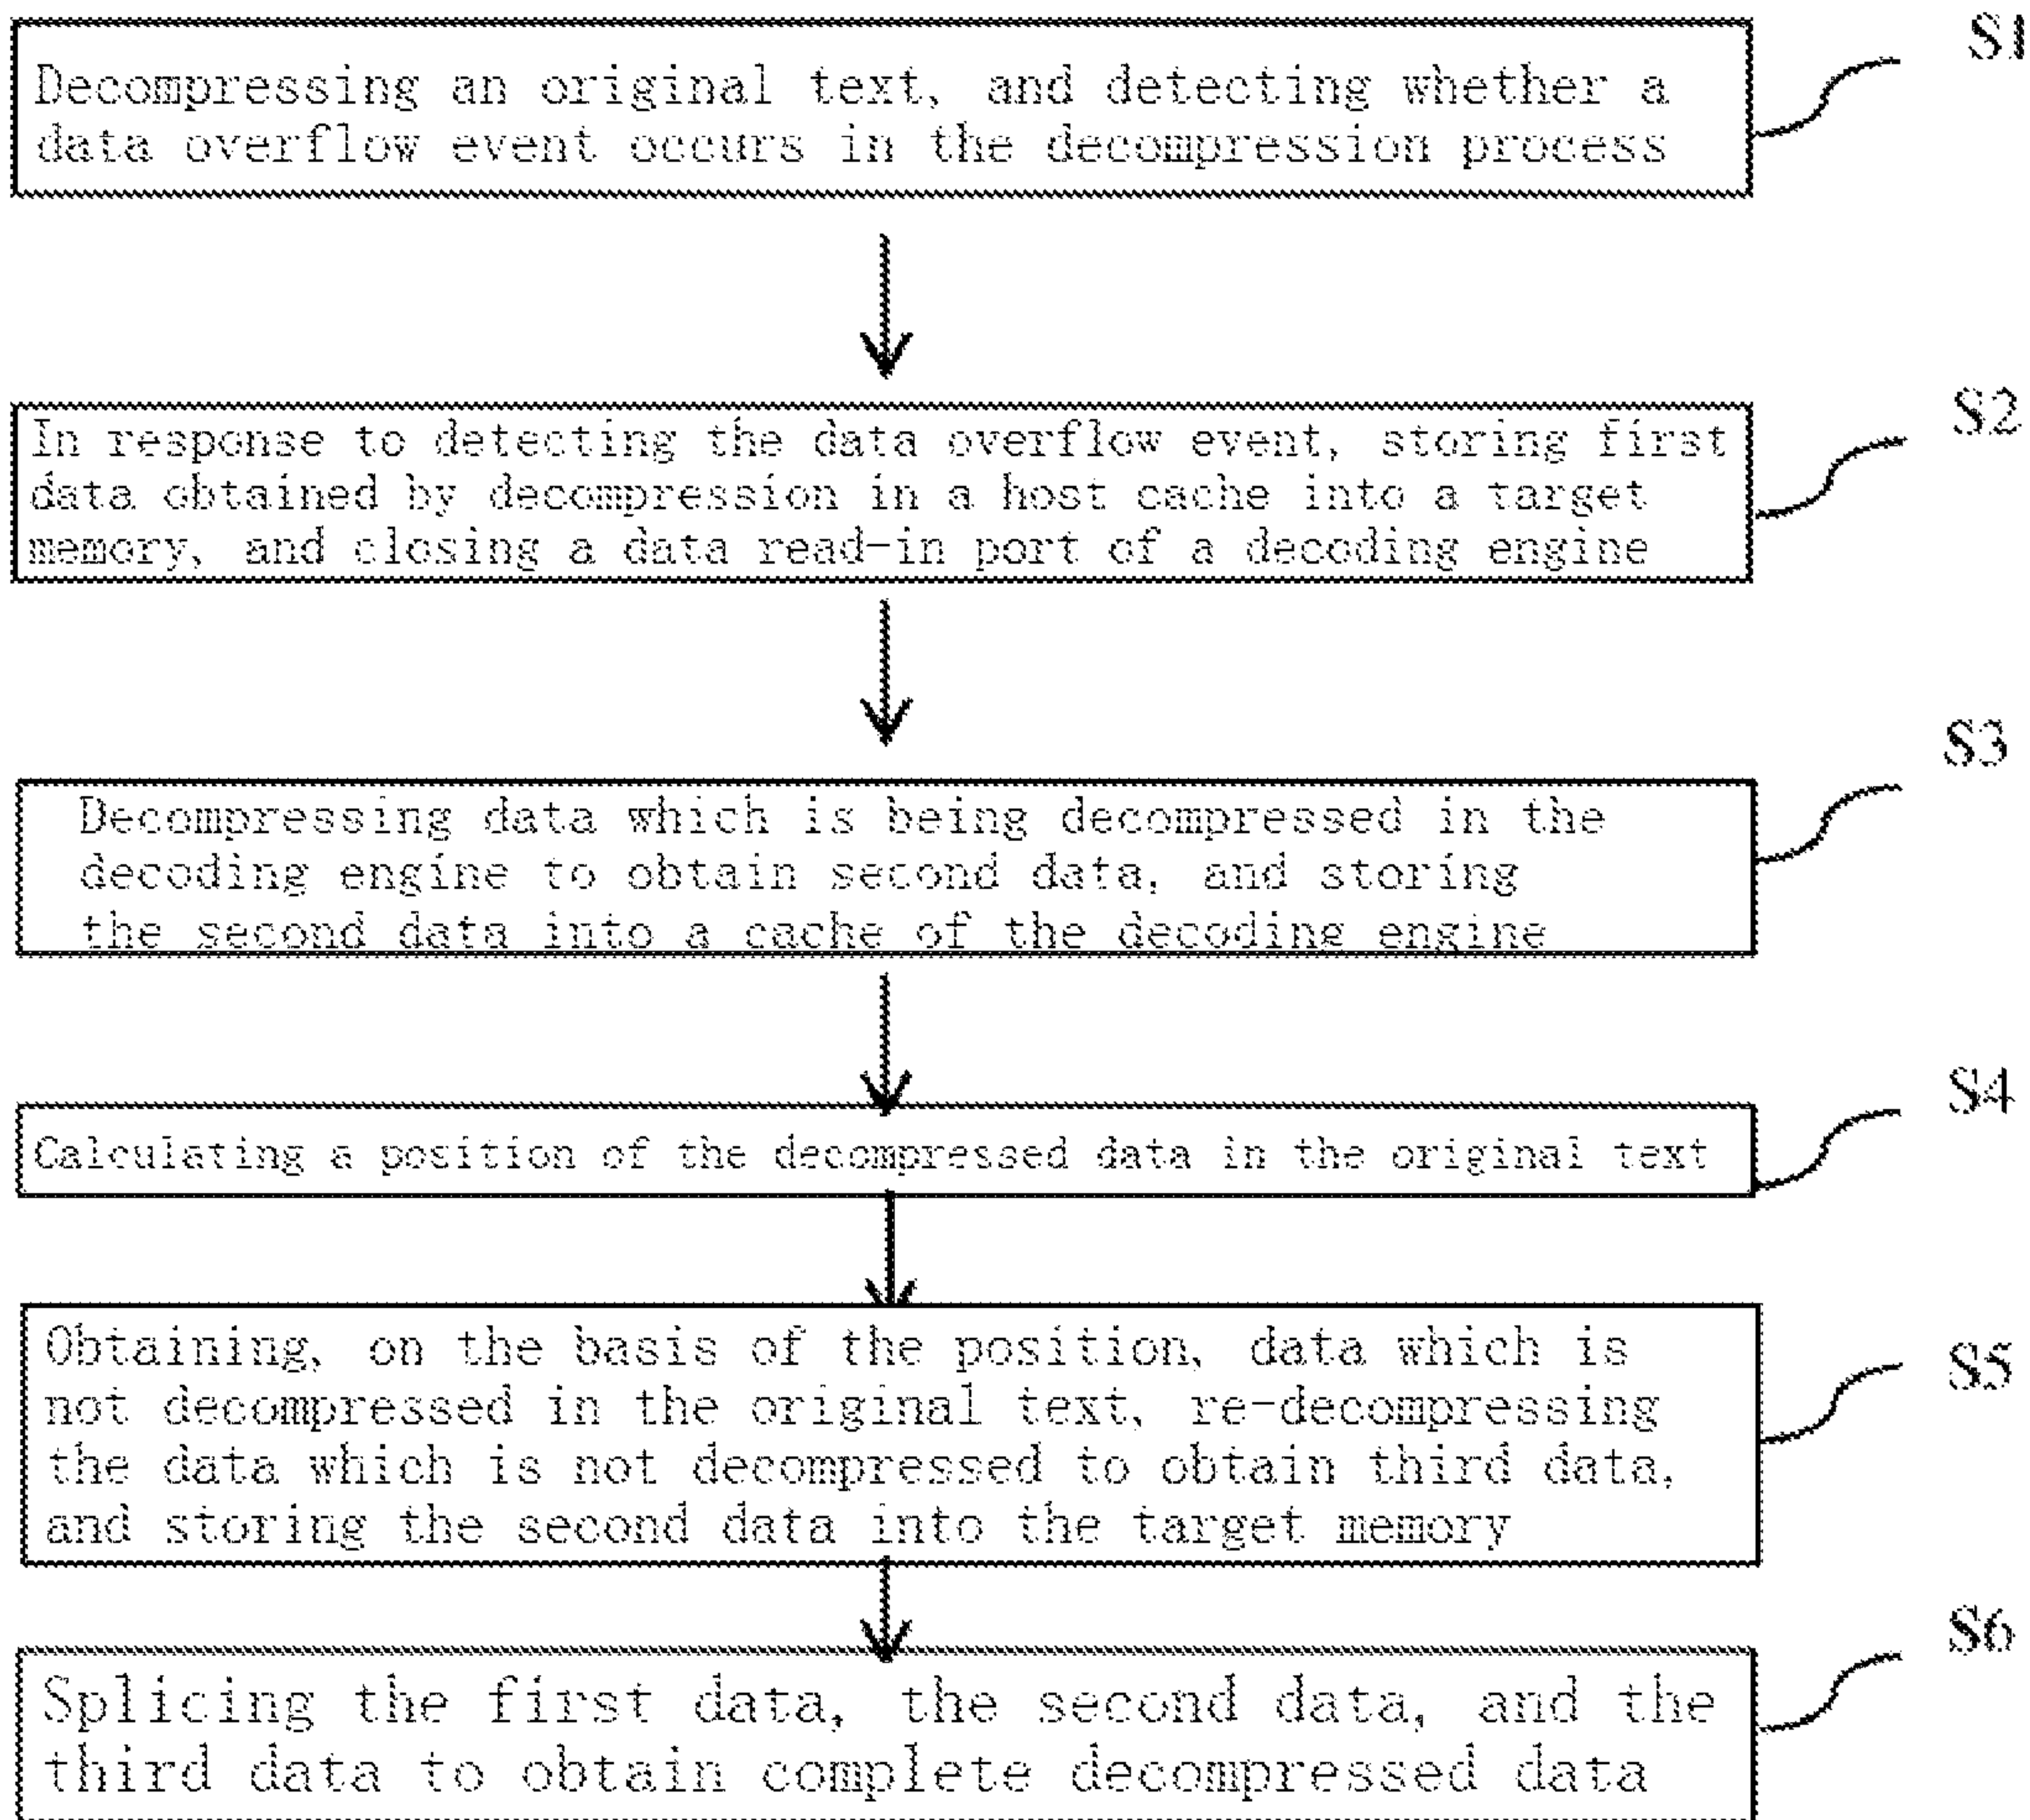 S1
Decompressing an original text, and detecting whether a
data overflow event occurs in the decompression process
S2
In response to detecting the data overflow event, storing first
data obtained by decompression in a host cache into a target
memory, and closing a data read-in port of a decoding engine
S3
Decompressing data which is being decompressed in the
decoding engine to obtain second data, and storing
the second data into a cache of the decoding engine
S4
Calculating a position of the decompressed data in the original text
S5
Obtaining, on the basis of the position, data which is
not decompressed in the original text, re-decompressing
the data which is not decompressed to obtain third data,
and storing the second data into the target memory
S6
Splicing the first data, the second data, and the
third data to obtain complete decompressed data